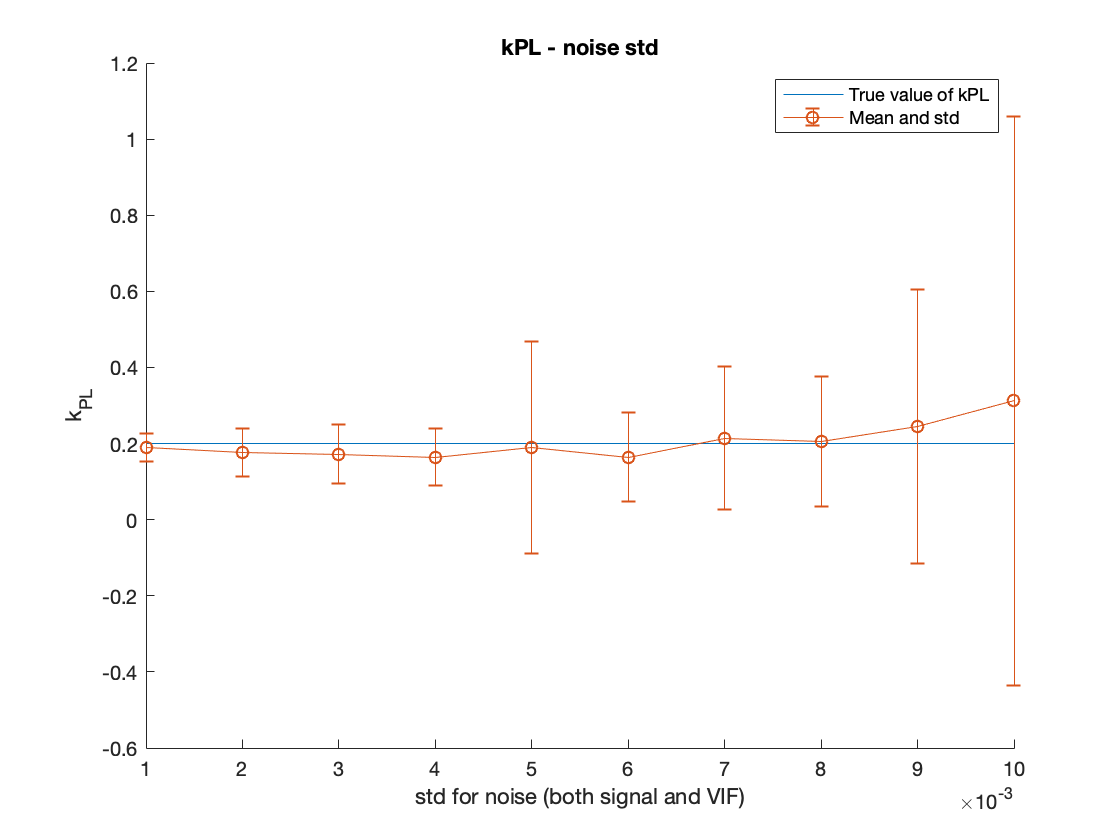 kPL - noise std
True value of kPL
Mean and std
1.2
1
0.8
0.6
0.4
0.2
0
-0.2
-0.4
-0.6
kPL
1 2 3 4 5 6 7 8 9 10
std for noise (both signal and VIF)
×10-3